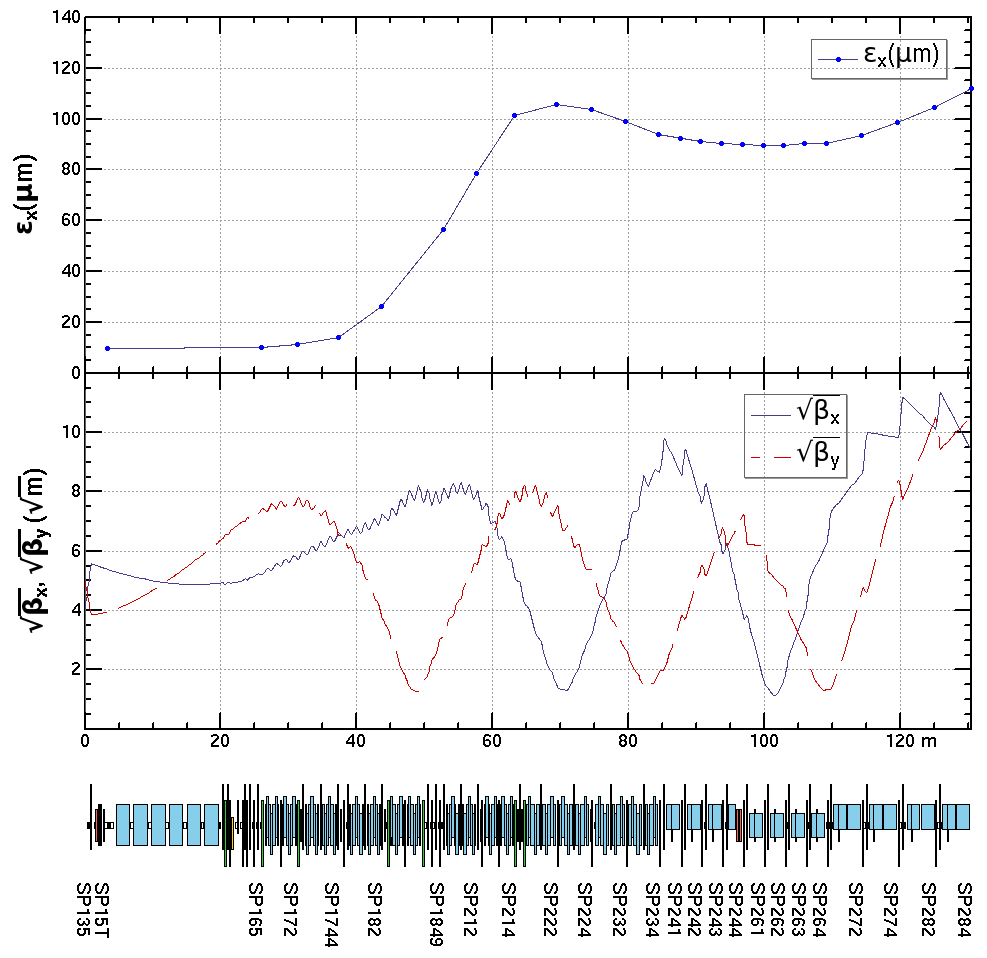 140
120
100
80
60
40
20
0
εx(μm)
εx(μm)
10
8
6
4
2
√βx, √βy (√m)
√βx
√βy
0 20 40 60 80 100 120 m
SP135 SP15T SP165 SP172 SP1744 SP182 SP1849 SP212 SP214 SP222 SP224 SP232 SP234 SP241 SP242 SP243 SP244 SP261 SP262 SP263 SP264 SP272 SP274 SP282 SP284